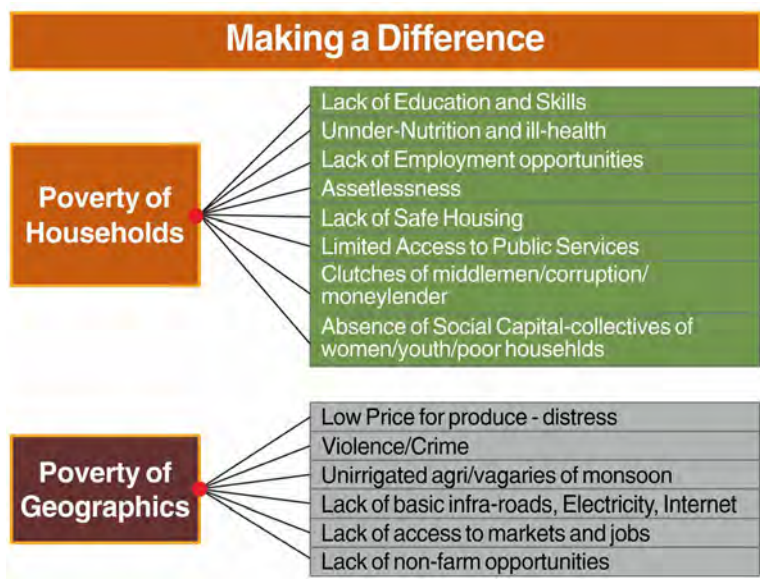 Making a Difference
Poverty of
Households
Lack of Education and Skills
Unnder-Nutrition and ill-health
Lack of Employment opportunities
Assetlessness
Lack of Safe Housing
Limited Access to Public Services
Clutches of middlemen/corruption/
moneylender
Absence of Social Capital-collectives of
women/youth/poor househlds
Poverty of
Geographics
Low Price for produce - distress
Violence/Crime
Unirrigated agri/vagaries of monsoon
Lack of basic infra-roads, Electricity, Internet
Lack of access to markets and jobs
Lack of non-farm opportunities